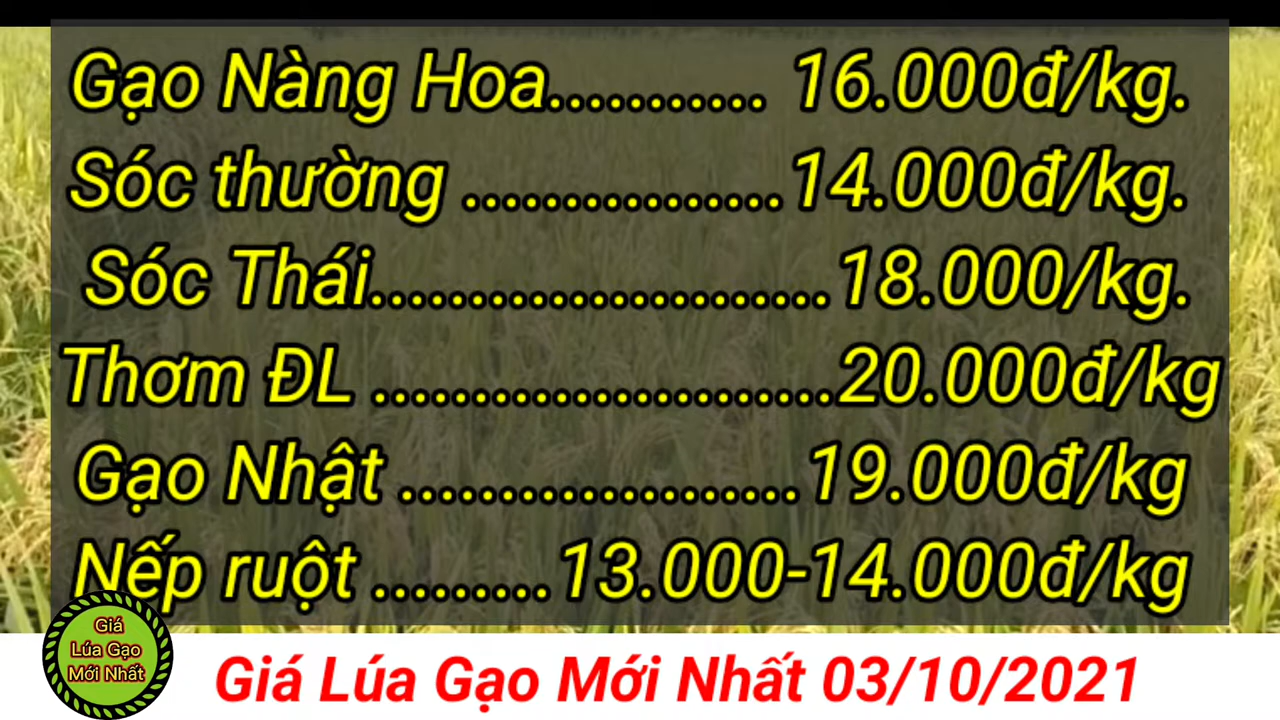 Gạo Nàng Hoa........... 16.000đ/kg.
Sóc thường ................14.000đ/kg.
Sóc Thái.......................18.000/kg.
Thơm ĐL .......................20.000đ/kg
Gạo Nhật ....................19.000đ/kg
Nếp ruột .........13.000-14.000đ/kg
Giá
Lúa Gạo
Mới Nhất
Giá Lúa Gạo Mới Nhất 03/10/2021